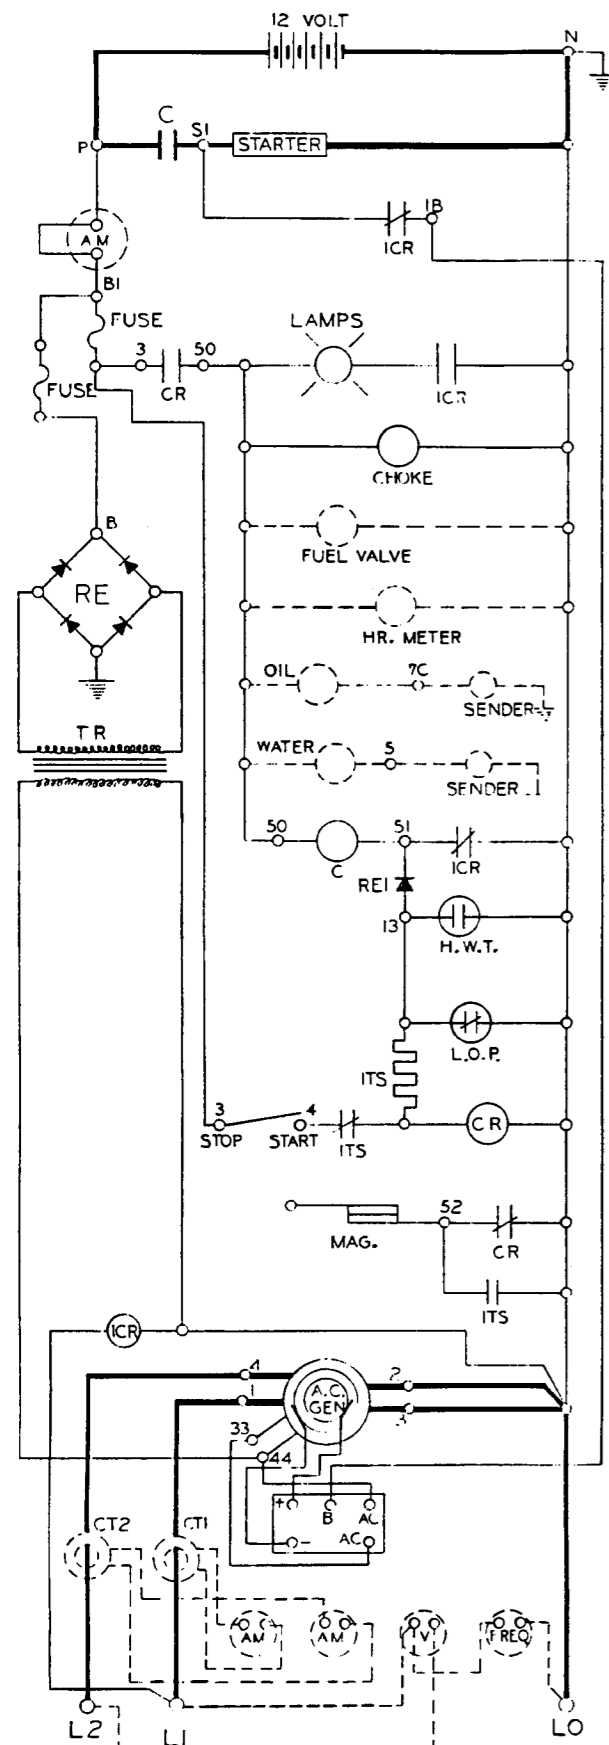 12 VOLT
N
C
S1
P
STARTER
1B
AM
1CR
B1
FUSE
LAMPS
3
50
FUSE
CR
1CR
CHOKE
B
FUEL VALVE
RE
HR. METER
OIL
7C
SENDER
TR
WATER
5
SENDER
50
51
C
1CR
RE1
13
H.W.T.
L.O.P.
1TS
3
4
STOP
START
1TS
CR
52
MAG.
CR
1TS
1CR
4
2
A.C.
GEN
1
3
33
44
+
B
AC
-
AC
CT2
CT1
AM
AM
V
FREQ
L2
L1
LO